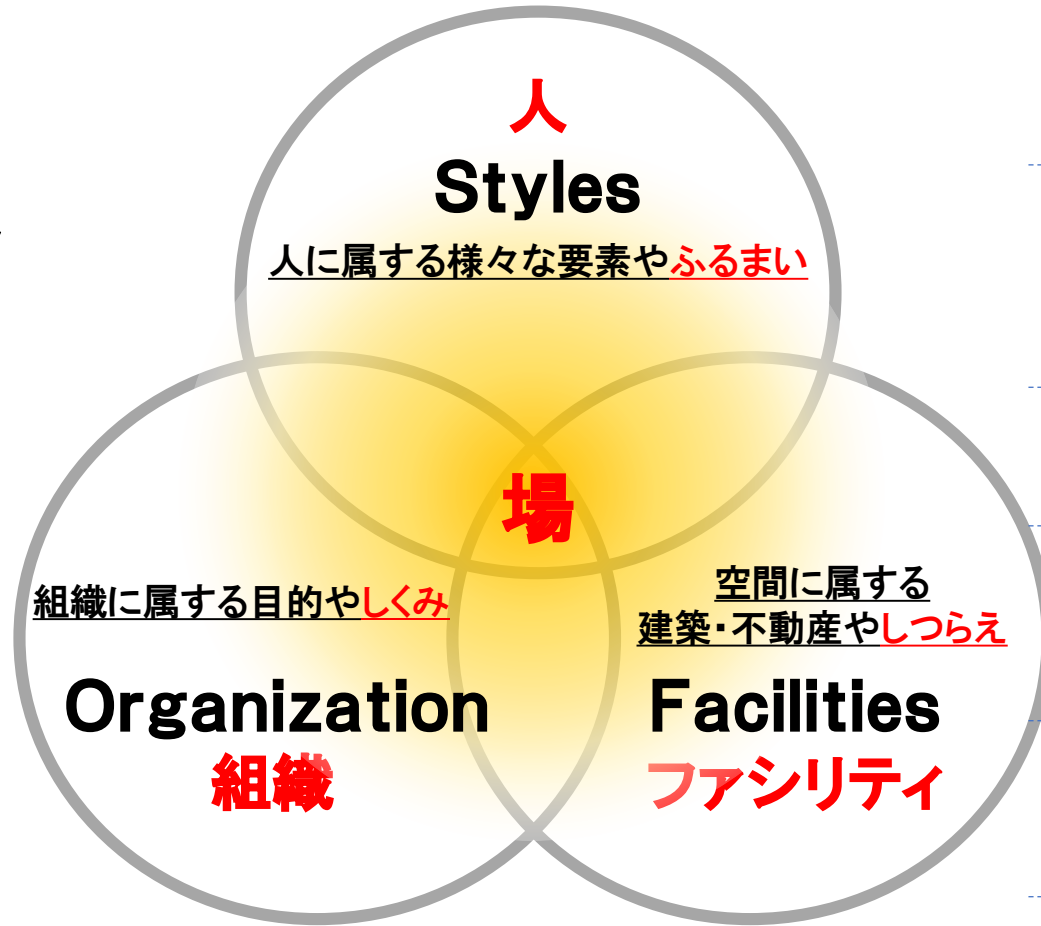 人
Styles
人に属する様々な要素やふるまい
場
組織に属する目的やしくみ
Organization
組織
空間に属する
建築・不動産やしつらえ
Facilities
ファシリティ